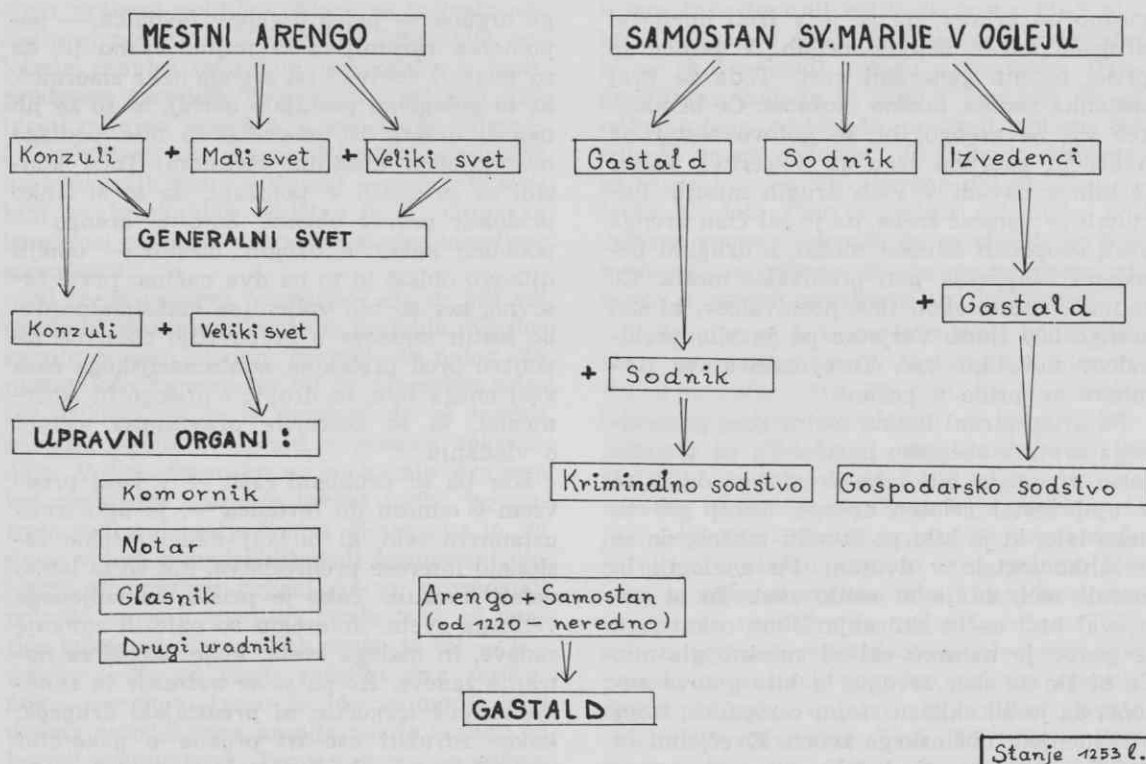 MESTNI ARENGO
SAMOSTAN SV.MARIJE V OGLEJU
Konzuli + Mali svet + Veliki svet
Gastald
Sodnik
Izvedenci
GENERALNI SVET
Konzuli + Veliki svet
+ Gastald
+ Sodnik
UPRAVNI ORGANI:
Komornik
Notar
Glasnik
Drugi uradniki
Kriminalno sodstvo
Gospodarsko sodstvo
Arengo + Samostan
(od 1220 - neredno)
GASTALD
Stanje 1253 l.